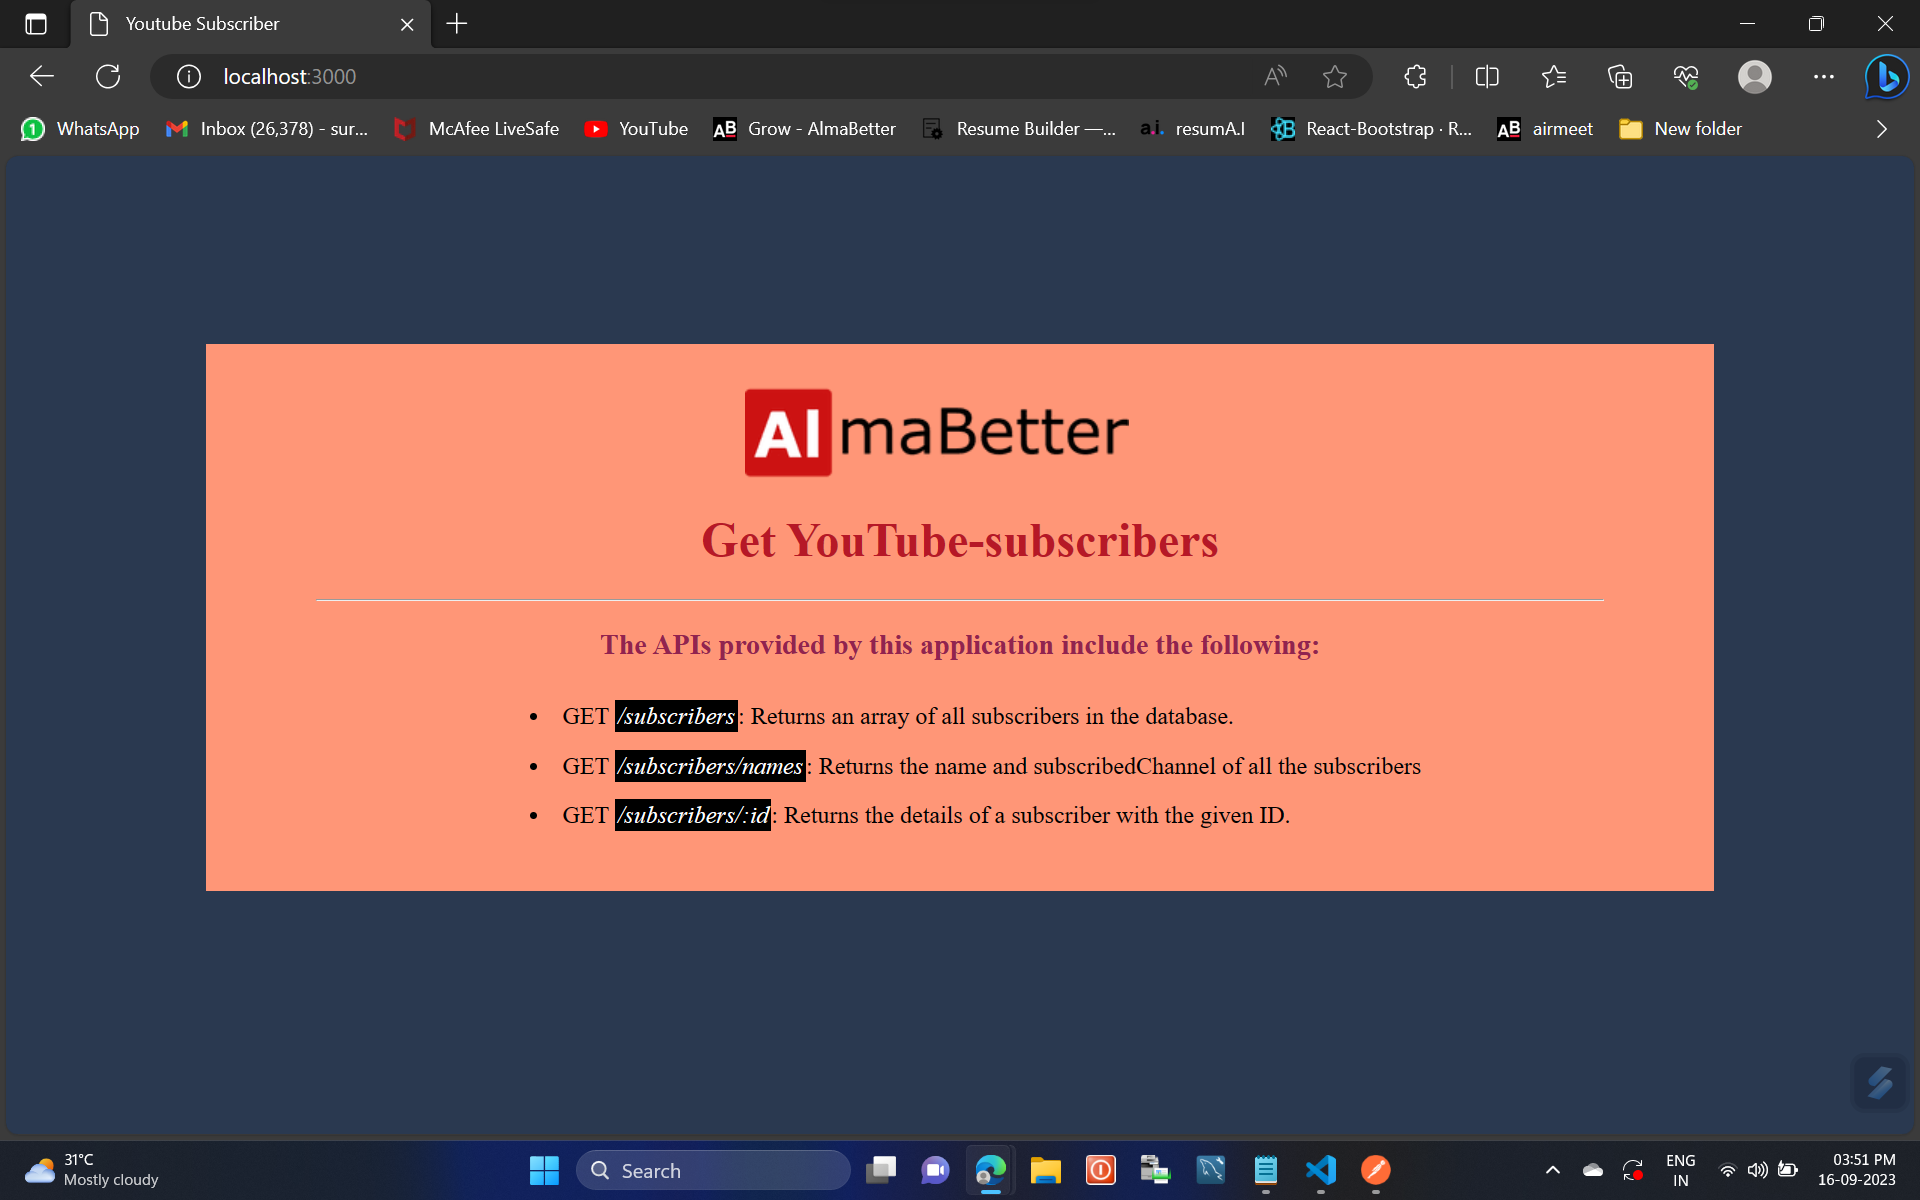 Youtube Subscriber
localhost:3000
WhatsApp
Inbox (26,378) - sur...
McAfee LiveSafe
YouTube
AB
Grow - AlmaBetter
Resume Builder —...
a.i.
resumA.I
React-Bootstrap · R...
AB
airmeet
New folder
AlmaBetter
Get YouTube-subscribers
The APIs provided by this application include the following:
• GET /subscribers: Returns an array of all subscribers in the database.
• GET /subscribers/names: Returns the name and subscribedChannel of all the subscribers
• GET /subscribers/:id: Returns the details of a subscriber with the given ID.
31°C
Mostly cloudy
Search
ENG
IN
03:51 PM
16-09-2023